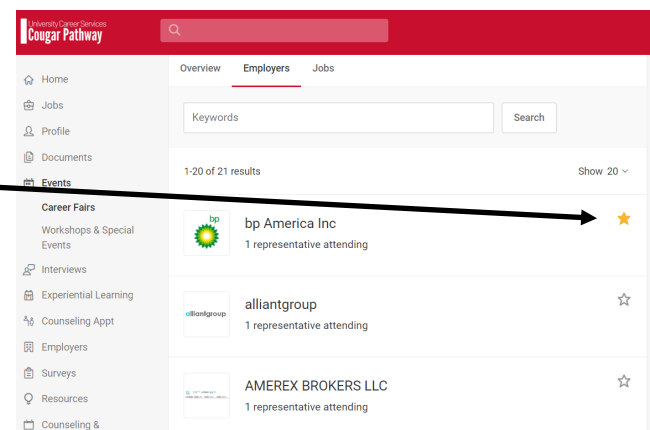 University Career Services
Cougar Pathway
Home
Jobs
Profile
Documents
Events
Career Fairs
Workshops & Special
Events
Interviews
Experiential Learning
Counseling Appt
Employers
Surveys
Resources
Counseling &
Overview Employers Jobs
Keywords Search
1-20 of 21 results Show 20
bp
bp America Inc
1 representative attending
alliantgroup
alliantgroup
1 representative attending
AMEREX BROKERS LLC
1 representative attending